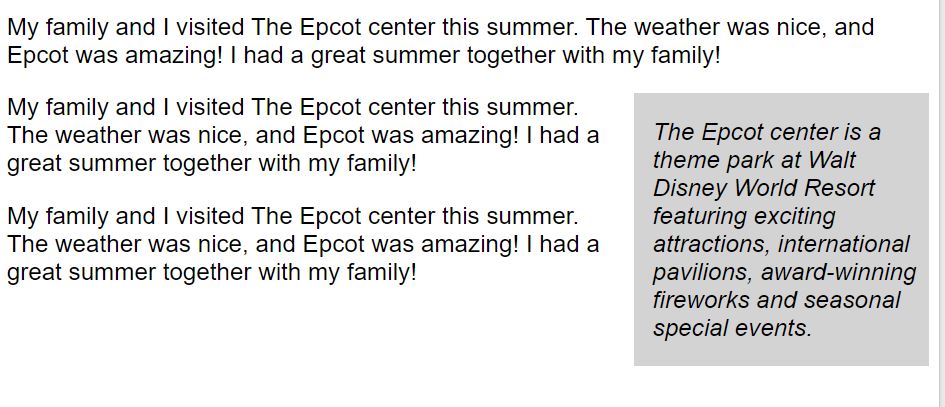 My family and I visited The Epcot center this summer. The weather was nice, and
Epcot was amazing! I had a great summer together with my family!
My family and I visited The Epcot center this summer.
The weather was nice, and Epcot was amazing! I had a
great summer together with my family!
My family and I visited The Epcot center this summer.
The weather was nice, and Epcot was amazing! I had a
great summer together with my family!
The Epcot center is a
theme park at Walt
Disney World Resort
featuring exciting
attractions, international
pavilions, award-winning
fireworks and seasonal
special events.